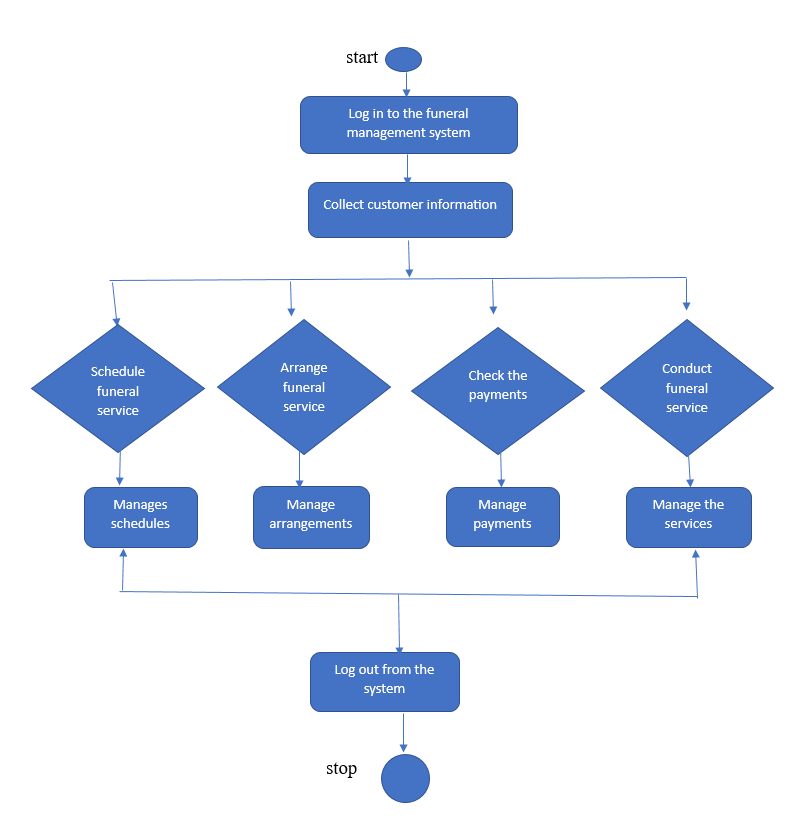 start
Log in to the funeral
management system
Collect customer information
Schedule
funeral
service
Arrange
funeral
service
Check the
payments
Conduct
funeral
service
Manages
schedules
Manage
arrangements
Manage
payments
Manage the
services
Log out from the
system
stop